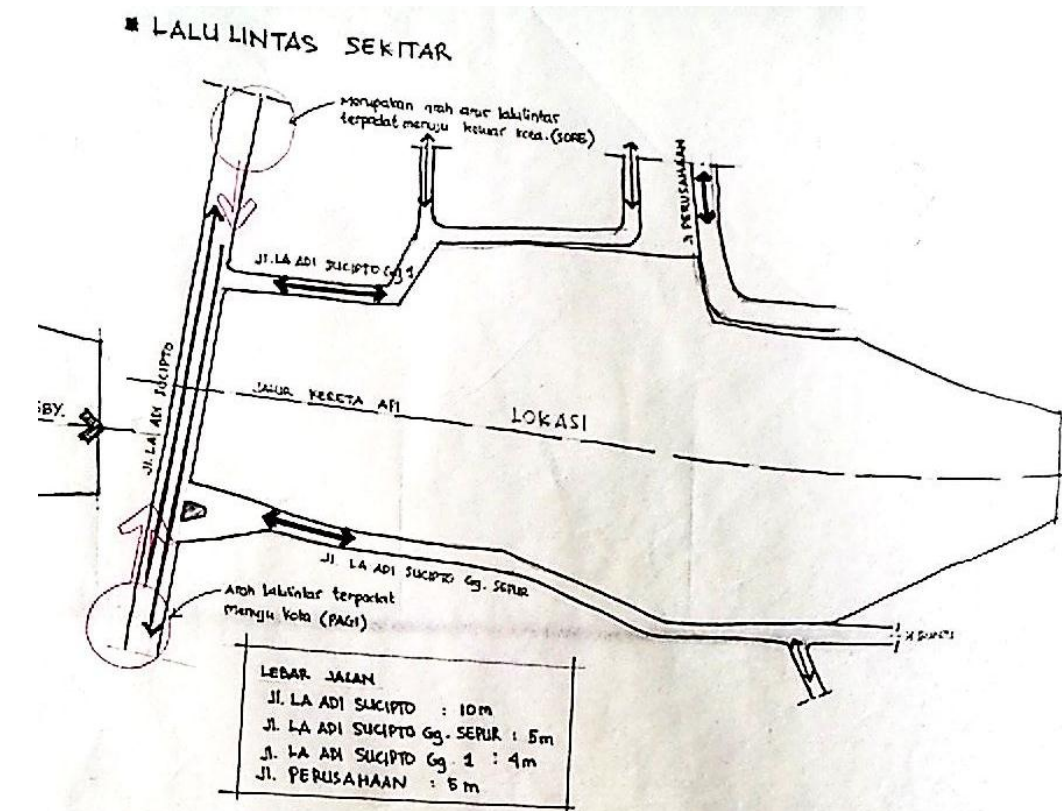 * LALU LINTAS SEKITAR
Merupakan arah arus lalulintas
terpadat menuju keluar kota. (SORE)
Jl PERUSAHAAN
Jl. LA ADI SUCIPTO Gg 1
Jl. LA ADI SUCIPTO
SBY.
JALUR KERETA API
LOKASI
Jl. LA ADI SUCIPTO Gg. SEPUR
Arah lalulintas terpadat
menuju kota (PAGI)
LEBAR JALAN
Jl. LA ADI SUCIPTO : 10m
Jl. LA ADI SUCIPTO Gg. SEPUR : 5m
Jl. LA ADI SUCIPTO Gg. 1 : 4m
Jl. PERUSAHAAN : 5m